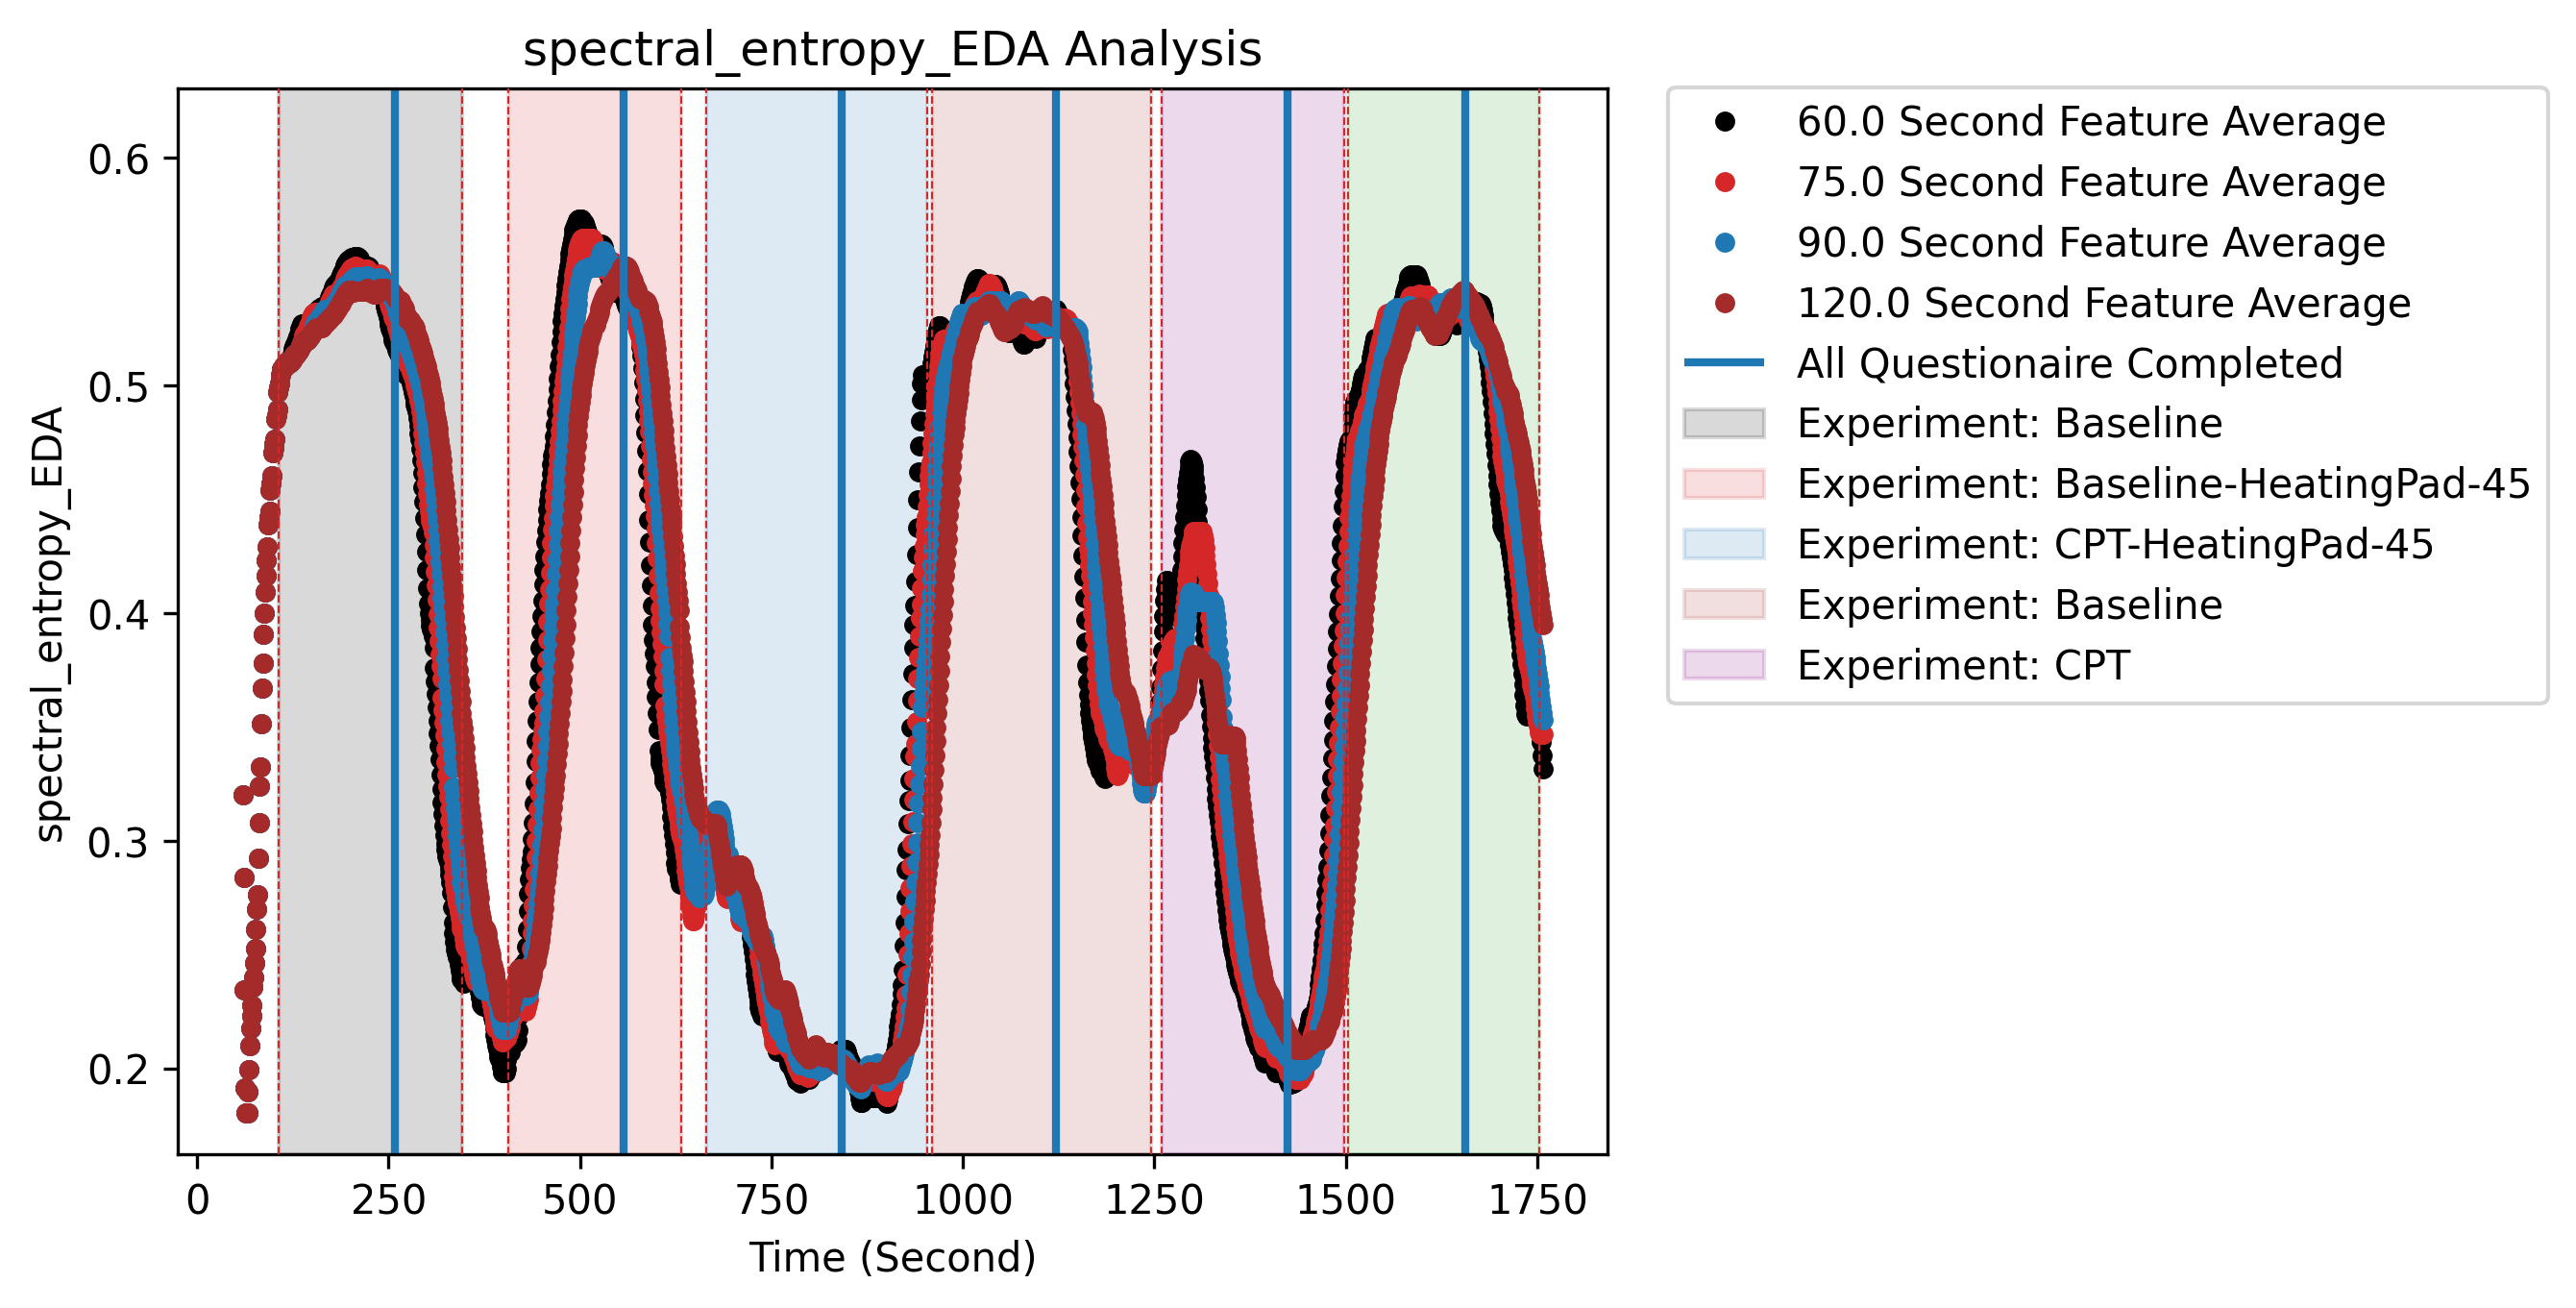 spectral_entropy_EDA Analysis
spectral_entropy_EDA
0.6
0.5
0.4
0.3
0.2
0
250
500
750
1000
1250
1500
1750
Time (Second)
60.0 Second Feature Average
75.0 Second Feature Average
90.0 Second Feature Average
120.0 Second Feature Average
All Questionaire Completed
Experiment: Baseline
Experiment: Baseline-HeatingPad-45
Experiment: CPT-HeatingPad-45
Experiment: Baseline
Experiment: CPT